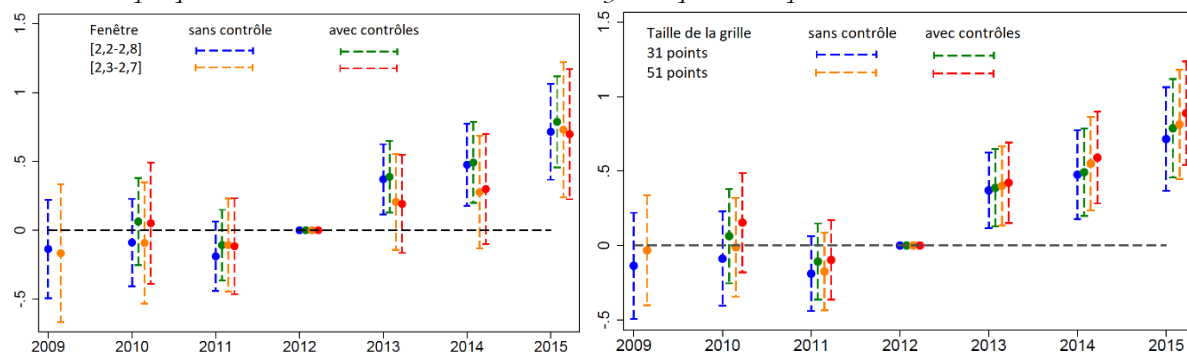 Fenêtre sans contrôle avec contrôles
[2,2-2,8]
[2,3-2,7]
1.5
1
.5
0
-.5
2009 2010 2011 2012 2013 2014 2015
Taille de la grille sans contrôle avec contrôles
31 points
51 points
1.5
1
.5
0
-.5
2009 2010 2011 2012 2013 2014 2015